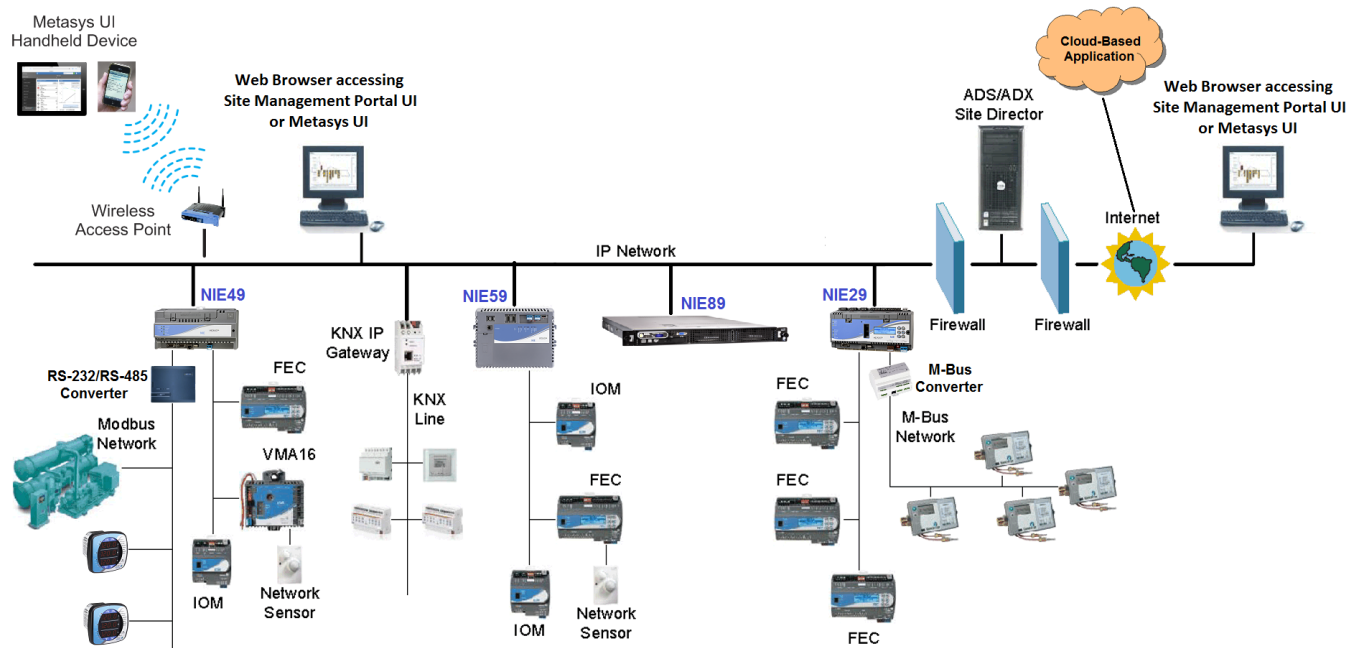 Metasys UI
Handheld Device
Web Browser accessing
Site Management Portal UI
or Metasys UI
Wireless
Access Point
ADS/ADX
Site Director
Cloud-Based
Application
Web Browser accessing
Site Management Portal UI
or Metasys UI
Internet
IP Network
Firewall
Firewall
NIE49
NIE59
NIE89
NIE29
KNX IP
Gateway
RS-232/RS-485
Converter
FEC
Modbus
Network
VMA16
IOM
Network
Sensor
KNX
Line
IOM
FEC
IOM
Network
Sensor
FEC
FEC
FEC
M-Bus
Converter
M-Bus
Network